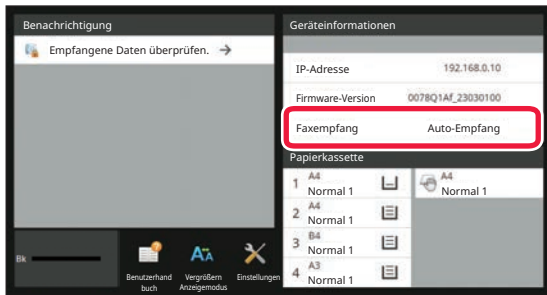 Benachrichtigung
Empfangene Daten überprüfen. →
Geräteinformationen
IP-Adresse 192.168.0.10
Firmware-Version 0078Q1Af_23030100
Faxempfang Auto-Empfang
Papierkassette
1 A4
Normal 1
A4
Normal 1
2 A4
Normal 1
3 B4
Normal 1
4 A3
Normal 1
Bk
Benutzerhand
buch
AA
Vergrößern
Anzeigemodus
Einstellungen